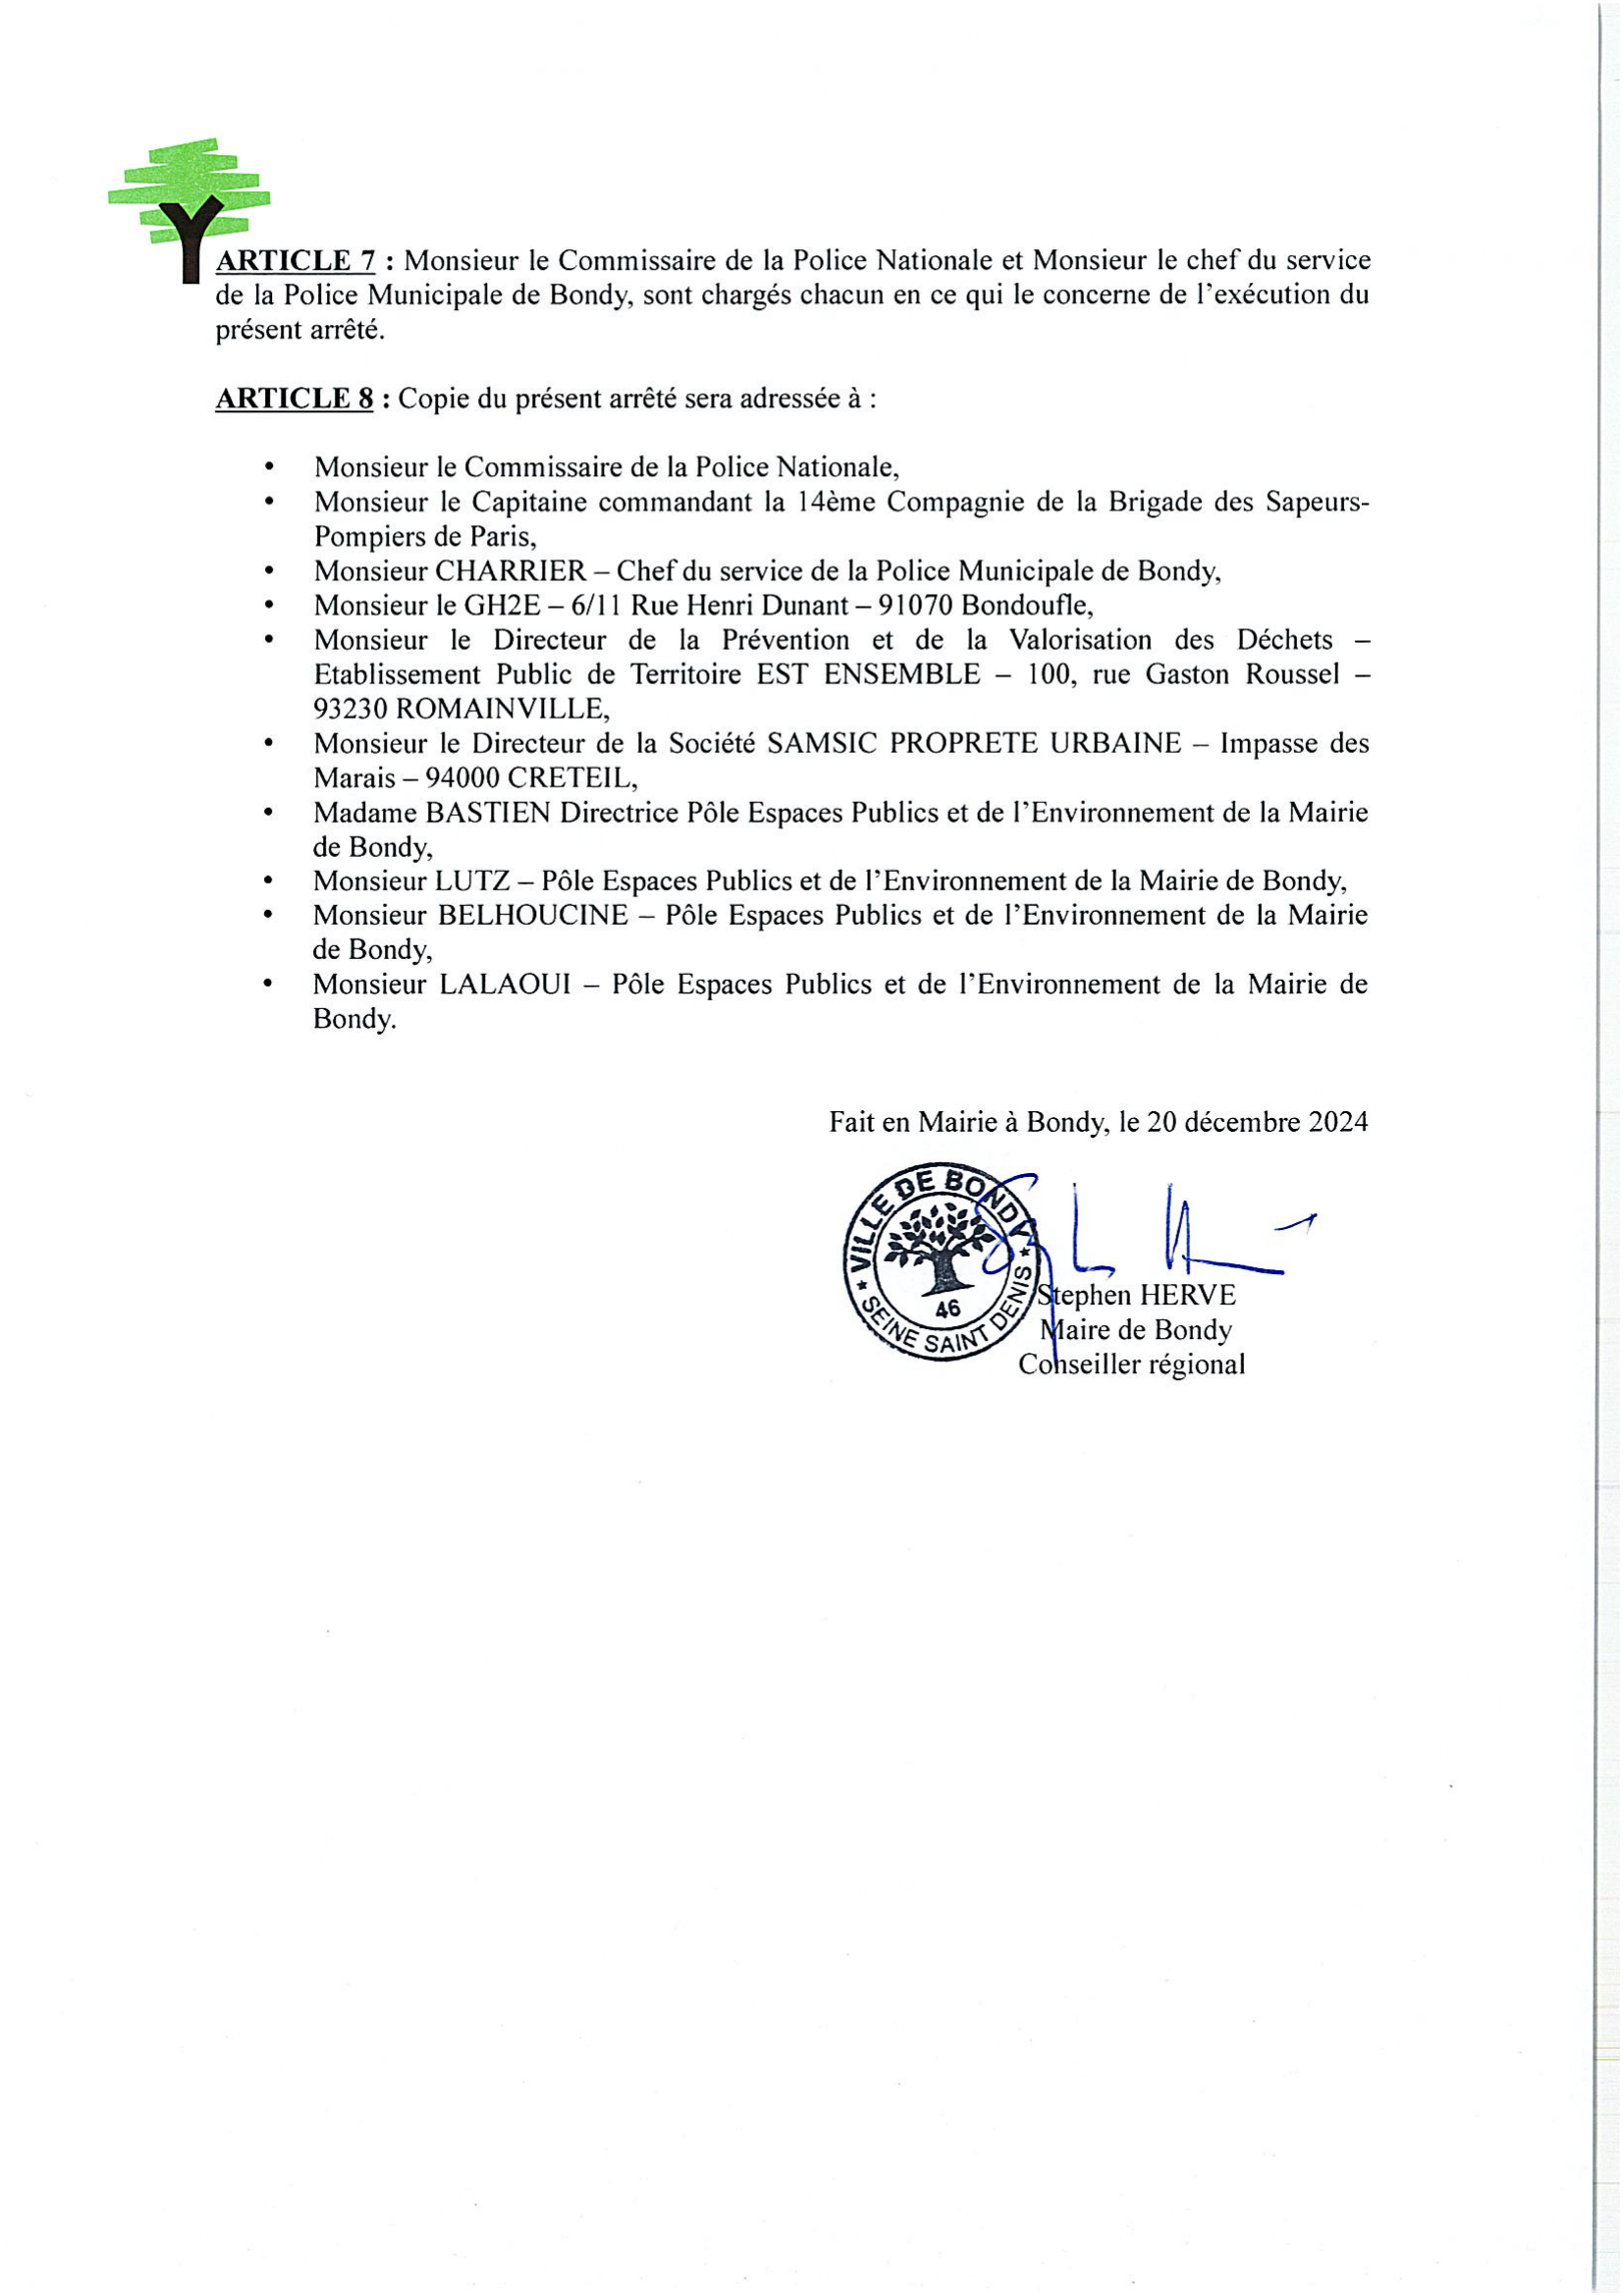 ARTICLE 7 : Monsieur le Commissaire de la Police Nationale et Monsieur le chef du service
de la Police Municipale de Bondy, sont chargés chacun en ce qui le concerne de l’exécution du
présent arrêté.
ARTICLE 8 : Copie du présent arrêté sera adressée à :
• Monsieur le Commissaire de la Police Nationale,
• Monsieur le Capitaine commandant la 14ème Compagnie de la Brigade des Sapeurs-
Pompiers de Paris,
• Monsieur CHARRIER – Chef du service de la Police Municipale de Bondy,
• Monsieur le GH2E – 6/11 Rue Henri Dunant – 91070 Bondoufle,
• Monsieur le Directeur de la Prévention et de la Valorisation des Déchets –
Etablissement Public de Territoire EST ENSEMBLE – 100, rue Gaston Roussel –
93230 ROMAINVILLE,
• Monsieur le Directeur de la Société SAMSIC PROPRETE URBAINE – Impasse des
Marais – 94000 CRETEIL,
• Madame BASTIEN Directrice Pôle Espaces Publics et de l’Environnement de la Mairie
de Bondy,
• Monsieur LUTZ – Pôle Espaces Publics et de l’Environnement de la Mairie de Bondy,
• Monsieur BELHOUCINE – Pôle Espaces Publics et de l’Environnement de la Mairie
de Bondy,
• Monsieur LALAOUI – Pôle Espaces Publics et de l’Environnement de la Mairie de
Bondy.
Fait en Mairie à Bondy, le 20 décembre 2024
VILLE DE BONDY
46
SEINE SAINT DENIS
Stephen HERVE
Maire de Bondy
Conseiller régional